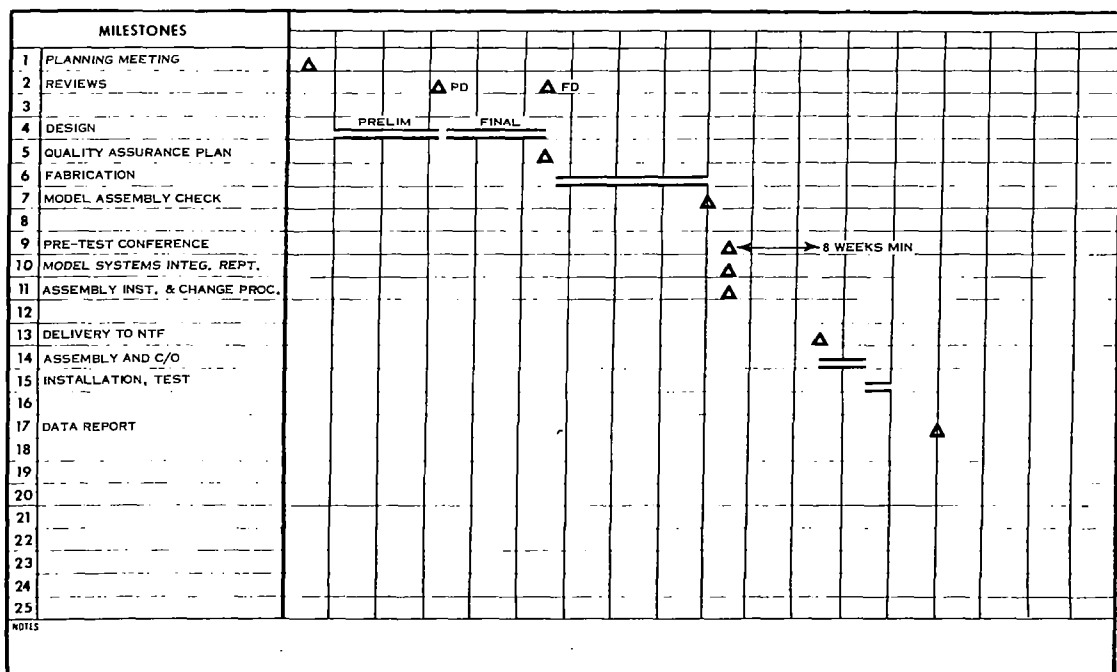 MILESTONES
1 PLANNING MEETING
2 REVIEWS PD FD
3
4 DESIGN PRELIM FINAL
5 QUALITY ASSURANCE PLAN
6 FABRICATION
7 MODEL ASSEMBLY CHECK
8
9 PRE-TEST CONFERENCE 8 WEEKS MIN
10 MODEL SYSTEMS INTEG. REPT.
11 ASSEMBLY INST. & CHANGE PROC.
12
13 DELIVERY TO NTF
14 ASSEMBLY AND C/O
15 INSTALLATION, TEST
16
17 DATA REPORT
18
19
20
21
22
23
24
25
NOTES